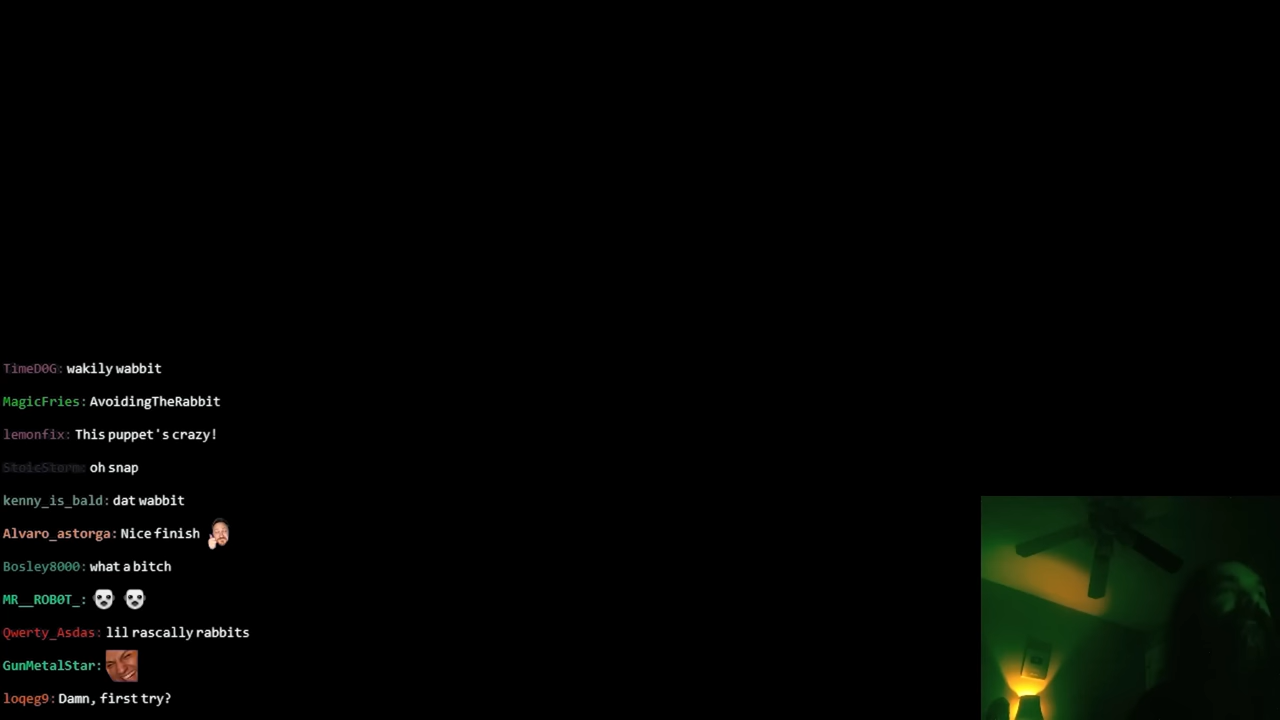 TimeD0G: wakily wabbit
MagicFries: AvoidingTheRabbit
lemonfix: This puppet's crazy!
StoicStorm: oh snap
kenny_is_bald: dat wabbit
Alvaro_astorga: Nice finish
Bosley8000: what a bitch
MR__ROB0T_:
Qwerty_Asdas: lil rascally rabbits
GunMetalStar:
loqeg9: Damn, first try?